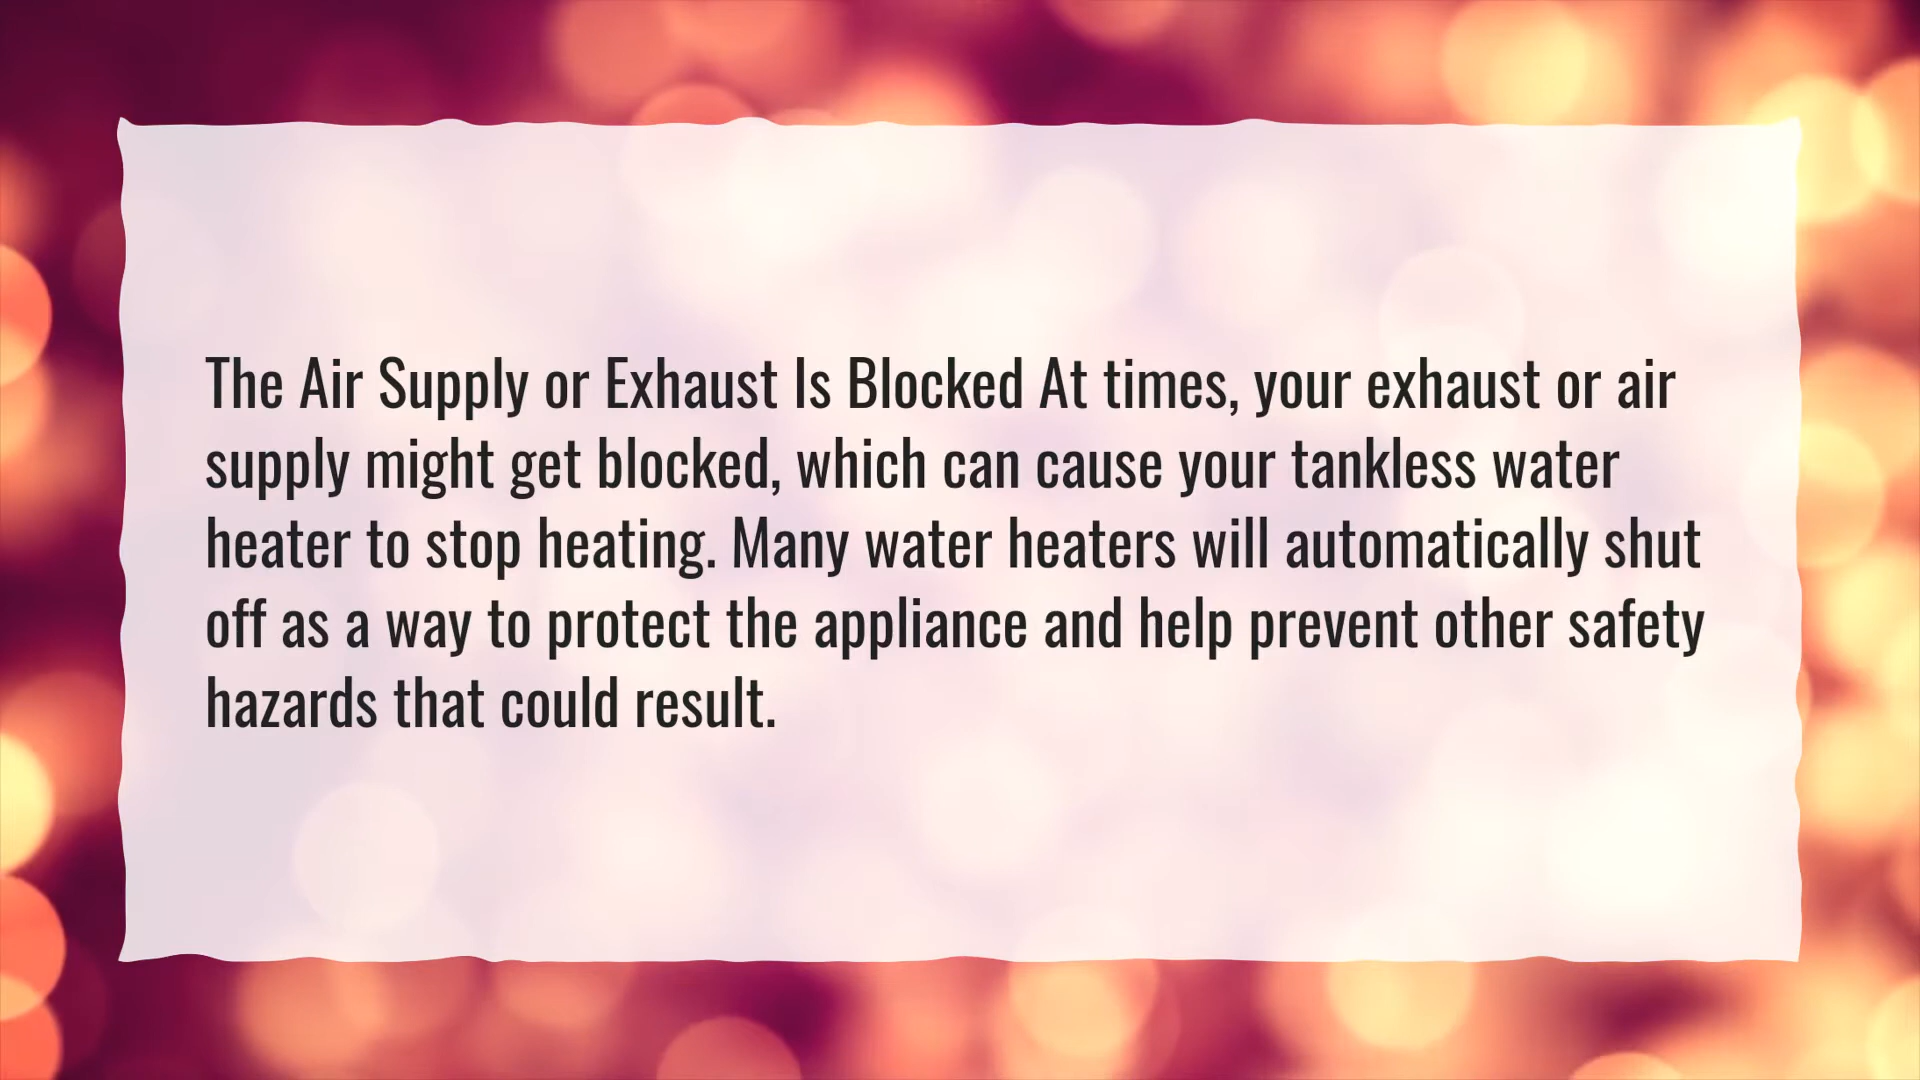 The Air Supply or Exhaust Is Blocked At times, your exhaust or air
supply might get blocked, which can cause your tankless water
heater to stop heating. Many water heaters will automatically shut
off as a way to protect the appliance and help prevent other safety
hazards that could result.